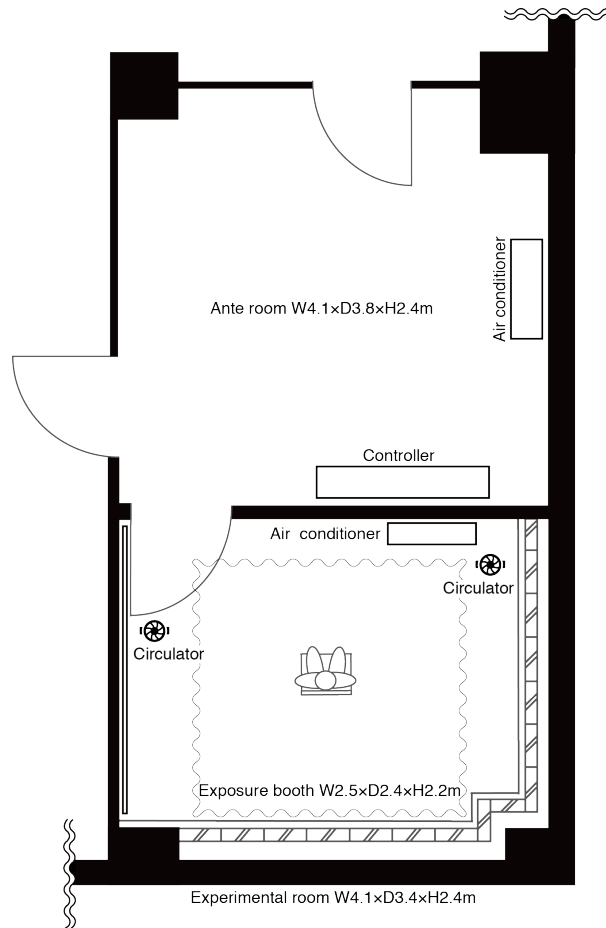 Air conditioner
Ante room W4.1×D3.8×H2.4m
Controller
Air conditioner
Circulator
Circulator
Exposure booth W2.5×D2.4×H2.2m
Experimental room W4.1×D3.4×H2.4m